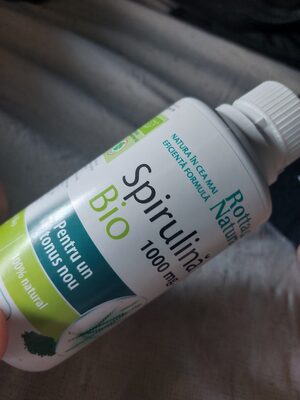 NATURA ÎN CEA MAI
EFICIENTĂ FORMULĂ
Spirulină
Bio
1000 mg
Pentru un
tonus nou
100% natural